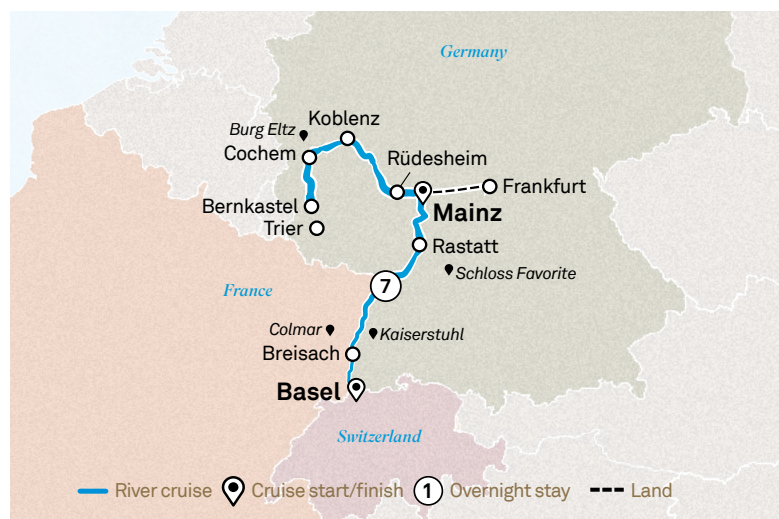 Germany
Koblenz
Burg Eltz
Cochem
Rüdesheim
Frankfurt
Bernkastel
Mainz
Trier
Rastatt
Schloss Favorite
France
7
Colmar
Kaiserstuhl
Breisach
Basel
Switzerland
River cruise
Cruise start/finish
1
Overnight stay
Land